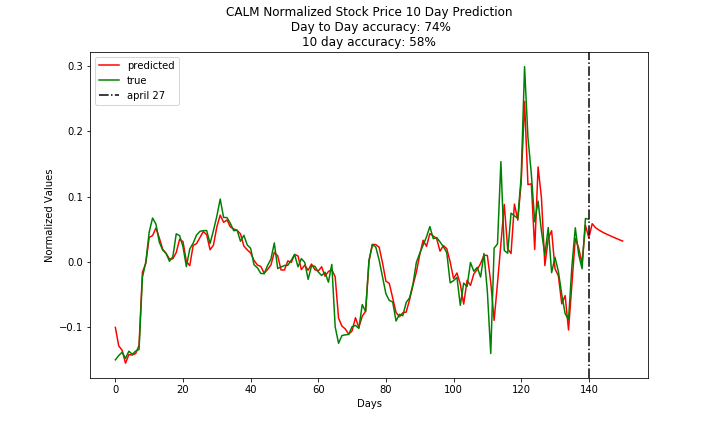 CALM Normalized Stock Price 10 Day Prediction
Day to Day accuracy: 74%
10 day accuracy: 58%
predicted
true
april 27
0.3
0.2
0.1
0.0
−0.1
Normalized Values
0 20 40 60 80 100 120 140
Days